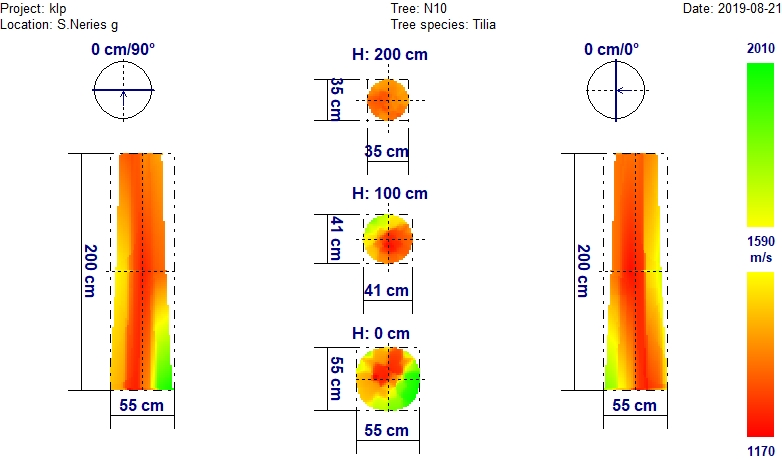 Project: klp
Tree: N10
Date: 2019-08-21
Location: S.Neries g
Tree species: Tilia
0 cm/90°
H: 200 cm
0 cm/0°
2010
35 cm
35 cm
H: 100 cm
41 cm
41 cm
200 cm
200 cm
1590
m/s
H: 0 cm
55 cm
55 cm
55 cm
55 cm
1170